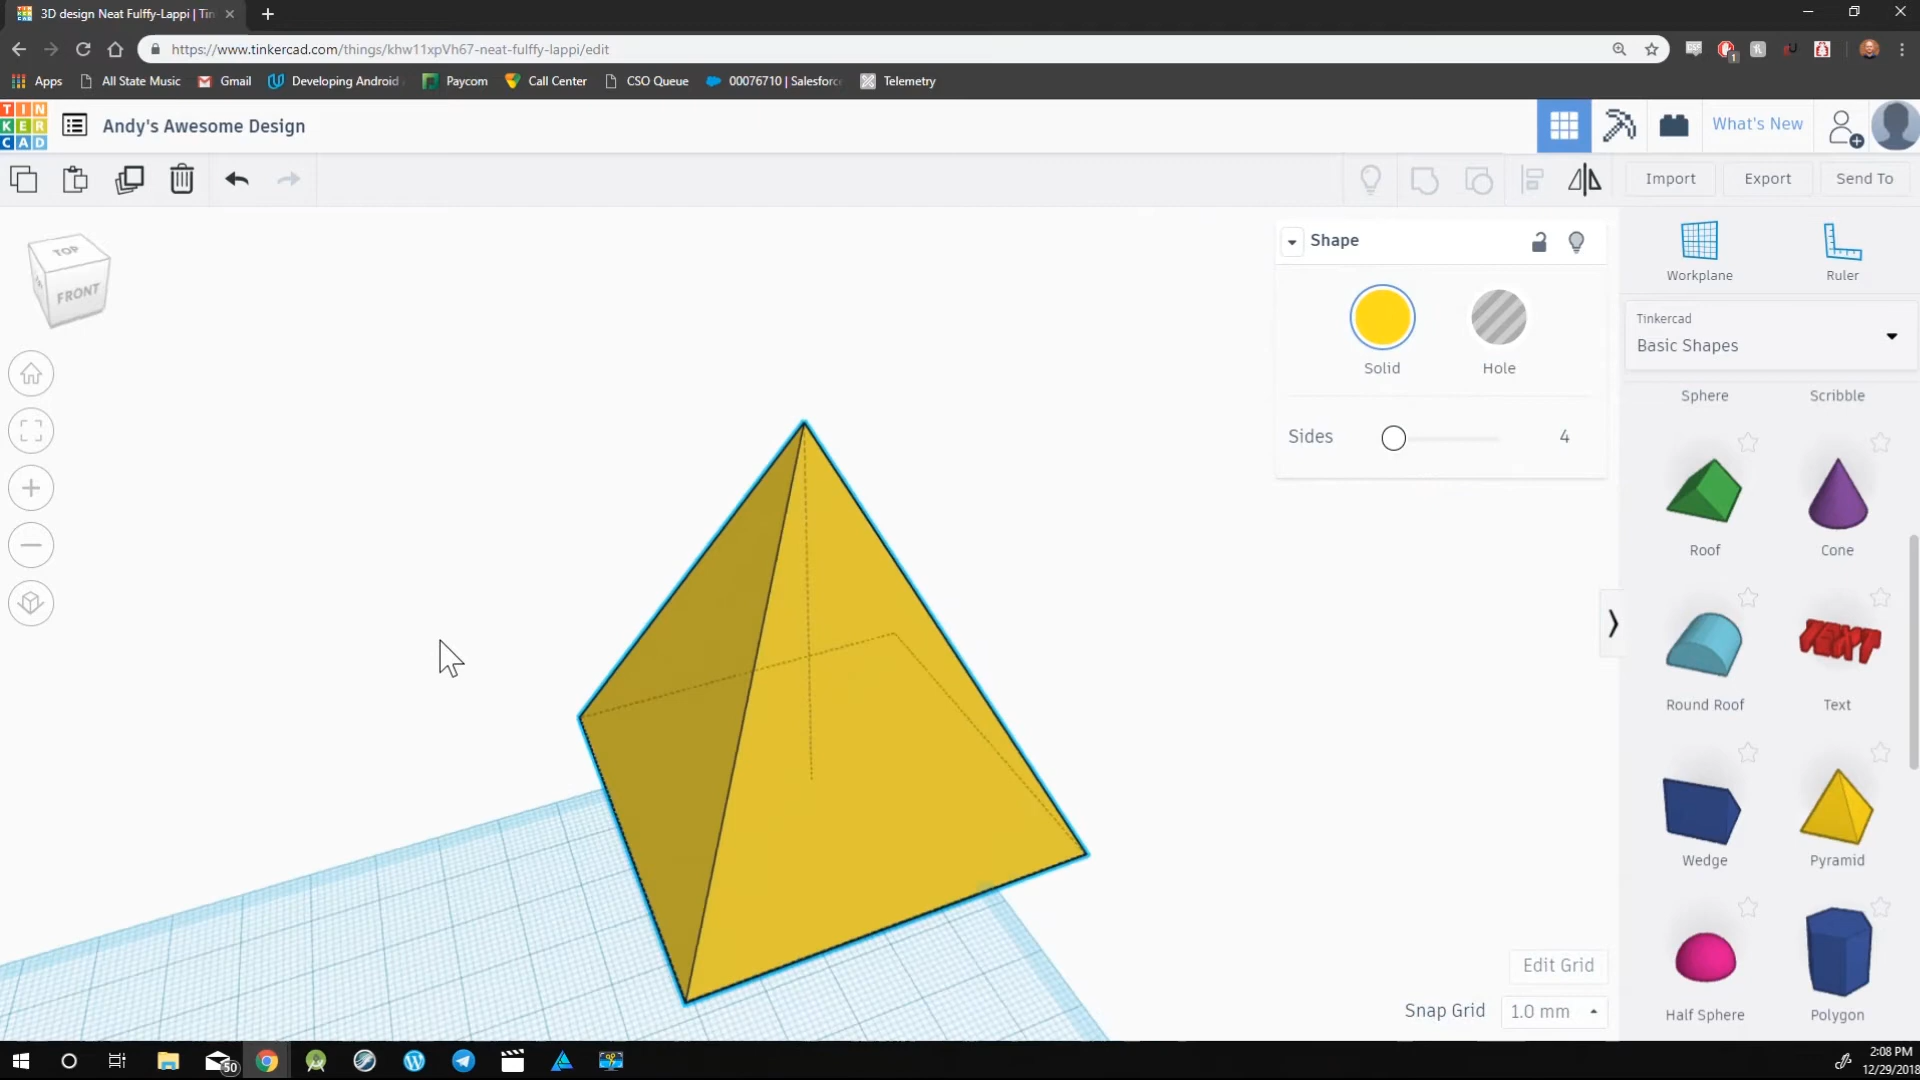 3D design Neat Fulffy-Lappi | Tin
https://www.tinkercad.com/things/khw11xpVh67-neat-fulffy-lappi/edit
1
Apps All State Music Gmail Developing Android Paycom Call Center CSO Queue 00076710 | Salesforc Telemetry
TIN
KER
CAD
Andy's Awesome Design
What's New
Import Export Send To
TOP
FRONT
Shape
Solid Hole
Sides 4
Workplane Ruler
Tinkercad
Basic Shapes
Sphere Scribble
Roof Cone
TEXT
Round Roof Text
Wedge Pyramid
Half Sphere Polygon
Edit Grid
Snap Grid 1.0 mm
50
2:08 PM
12/29/2018